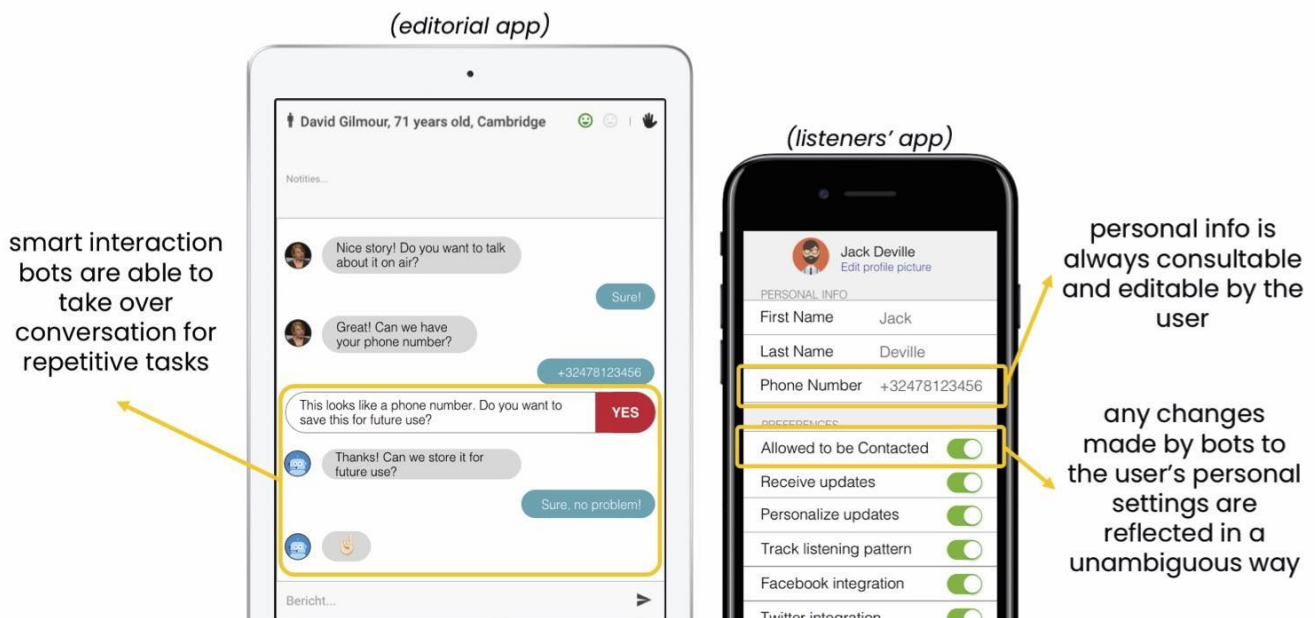 (editorial app)
David Gilmour, 71 years old, Cambridge
Notities...
Nice story! Do you want to talk
about it on air?
Sure!
Great! Can we have
your phone number?
+32478123456
This looks like a phone number. Do you want to
save this for future use?
YES
Thanks! Can we store it for
future use?
Sure, no problem!
Bericht...
smart interaction
bots are able to
take over
conversation for
repetitive tasks
(listeners' app)
Jack Deville
Edit profile picture
PERSONAL INFO
First Name Jack
Last Name Deville
Phone Number +32478123456
PREFERENCES
Allowed to be Contacted
Receive updates
Personalize updates
Track listening pattern
Facebook integration
Twitter integration
personal info is
always consultable
and editable by the
user
any changes
made by bots to
the user's personal
settings are
reflected in a
unambiguous way